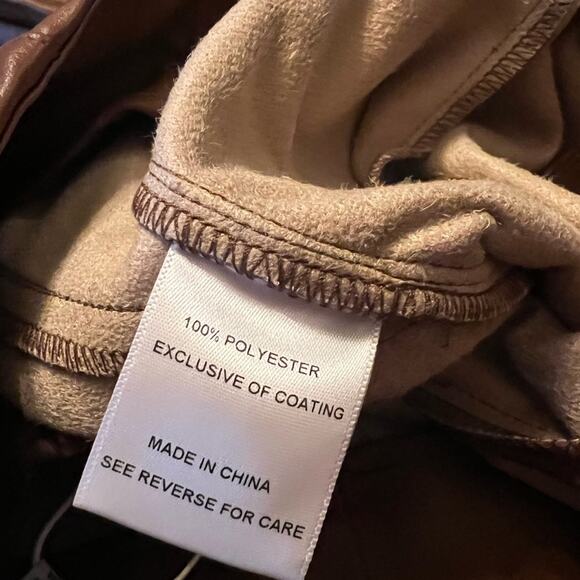 100% POLYESTER
EXCLUSIVE OF COATING
MADE IN CHINA
SEE REVERSE FOR CARE